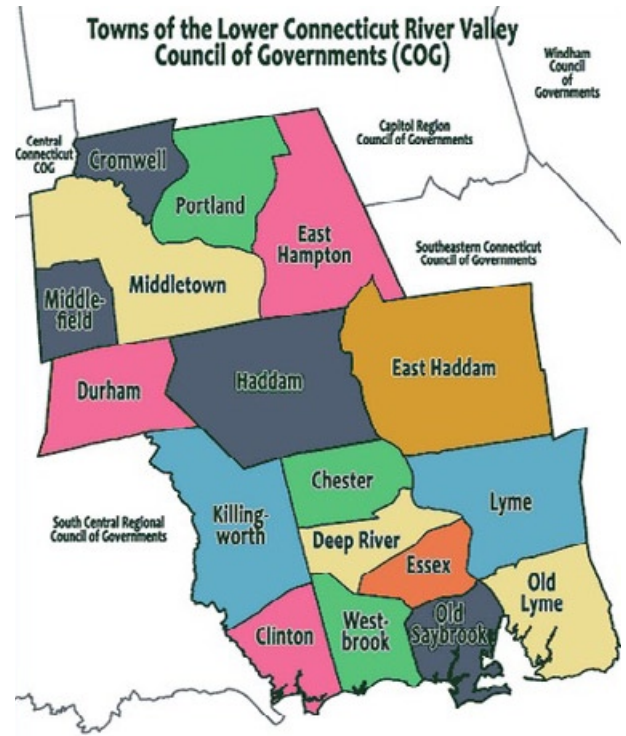 Towns of the Lower Connecticut River Valley
Council of Governments (COG)
Windham
Council
of
Governments
Central
Connecticut
COG
Capitol Region
Council of Governments
Cromwell
Portland
East
Hampton
Southeastern Connecticut
Council of Governments
Middletown
Middle-
field
Durham
Haddam
East Haddam
Chester
Lyme
Killing-
worth
South Central Regional
Council of Governments
Deep River
Essex
Old
Lyme
Clinton
West-
brook
Old
Saybrook